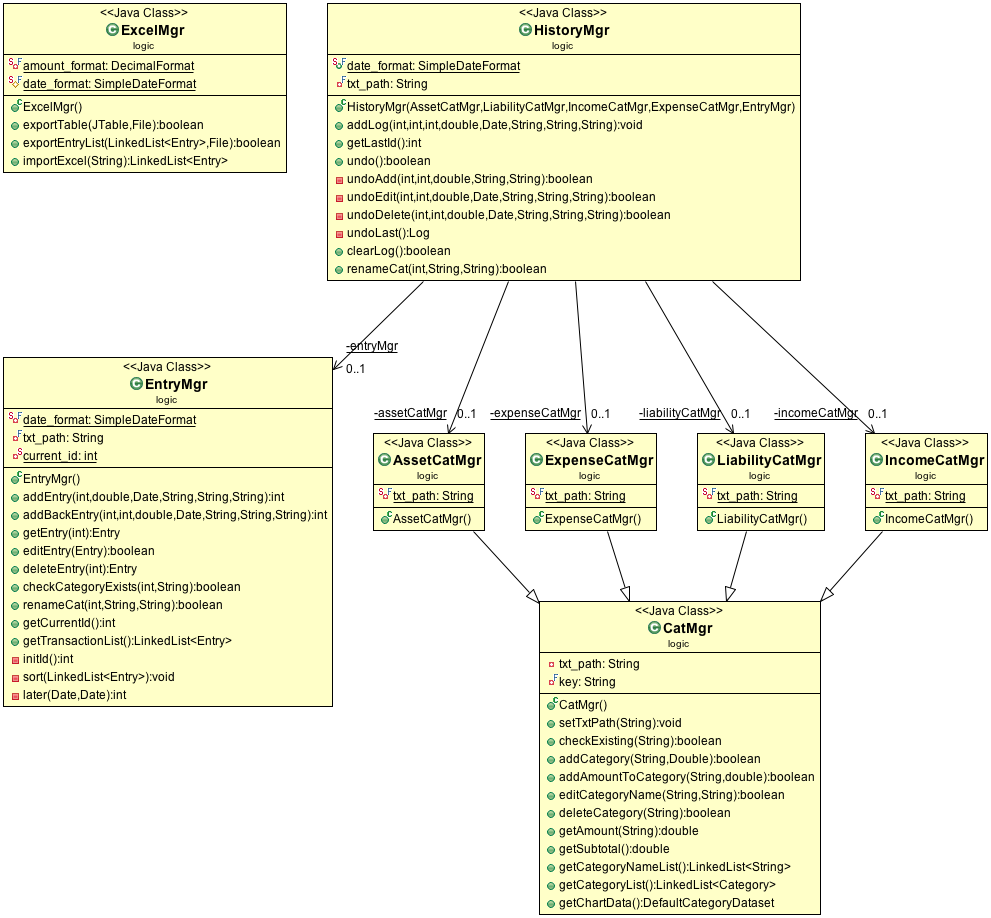 <<Java Class>>
ExcelMgr
logic
amount_format: DecimalFormat
date_format: SimpleDateFormat
ExcelMgr()
exportTable(JTable,File):boolean
exportEntryList(LinkedList<Entry>,File):boolean
importExcel(String):LinkedList<Entry>
<<Java Class>>
HistoryMgr
logic
date_format: SimpleDateFormat
txt_path: String
HistoryMgr(AssetCatMgr,LiabilityCatMgr,IncomeCatMgr,ExpenseCatMgr,EntryMgr)
addLog(int,int,int,double,Date,String,String,String):void
getLastId():int
undo():boolean
undoAdd(int,int,double,String,String):boolean
undoEdit(int,int,double,Date,String,String,String):boolean
undoDelete(int,int,double,Date,String,String,String):boolean
undoLast():Log
clearLog():boolean
renameCat(int,String,String):boolean
-entryMgr
0..1
-assetCatMgr 0..1
-expenseCatMgr 0..1
-liabilityCatMgr 0..1
-incomeCatMgr 0..1
<<Java Class>>
EntryMgr
logic
date_format: SimpleDateFormat
txt_path: String
current_id: int
EntryMgr()
addEntry(int,double,Date,String,String,String):int
addBackEntry(int,int,double,Date,String,String,String):int
getEntry(int):Entry
editEntry(Entry):boolean
deleteEntry(int):Entry
checkCategoryExists(int,String):boolean
renameCat(int,String,String):boolean
getCurrentId():int
getTransactionList():LinkedList<Entry>
initId():int
sort(LinkedList<Entry>):void
later(Date,Date):int
<<Java Class>>
AssetCatMgr
logic
txt_path: String
AssetCatMgr()
<<Java Class>>
ExpenseCatMgr
logic
txt_path: String
ExpenseCatMgr()
<<Java Class>>
LiabilityCatMgr
logic
txt_path: String
LiabilityCatMgr()
<<Java Class>>
IncomeCatMgr
logic
txt_path: String
IncomeCatMgr()
<<Java Class>>
CatMgr
logic
txt_path: String
key: String
CatMgr()
setTxtPath(String):void
checkExisting(String):boolean
addCategory(String,Double):boolean
addAmountToCategory(String,double):boolean
editCategoryName(String,String):boolean
deleteCategory(String):boolean
getAmount(String):double
getSubtotal():double
getCategoryNameList():LinkedList<String>
getCategoryList():LinkedList<Category>
getChartData():DefaultCategoryDataset